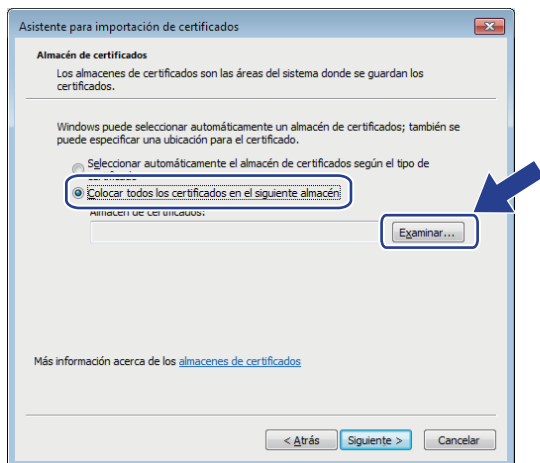 Asistente para importación de certificados
Almacén de certificados
Los almacenes de certificados son las áreas del sistema donde se guardan los
certificados.
Windows puede seleccionar automáticamente un almacén de certificados; también se
puede especificar una ubicación para el certificado.
Seleccionar automáticamente el almacén de certificados según el tipo de
Colocar todos los certificados en el siguiente almacén
Almacén de certificados:
Examinar...
Más información acerca de los almacenes de certificados
< Atrás
Siguiente >
Cancelar